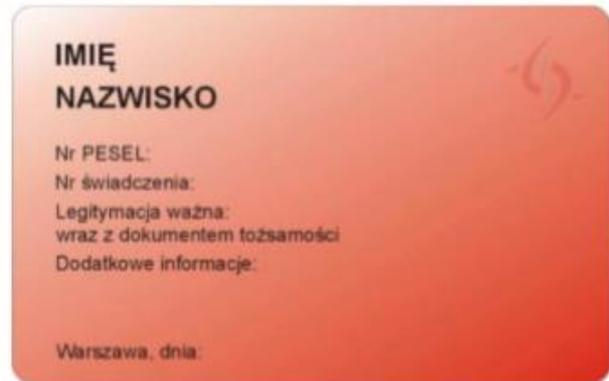 IMIĘ
NAZWISKO
Nr PESEL:
Nr świadczenia:
Legitymacja ważna:
wraz z dokumentem tożsamości
Dodatkowe informacje:
Warszawa, dnia: